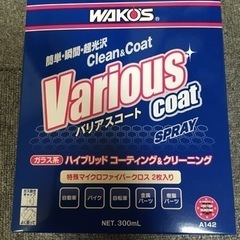 WAKO'S
簡単・瞬間・超光沢
Clean & Coat
Various
coat
バリアスコート
SPRAY
ガラス系 ハイブリッド コーティング&クリーニング
特殊マイクロファイバークロス 2枚入り
自動車 バイク 自転車 金属パーツ 樹脂パーツ
NET. 300mL
A142